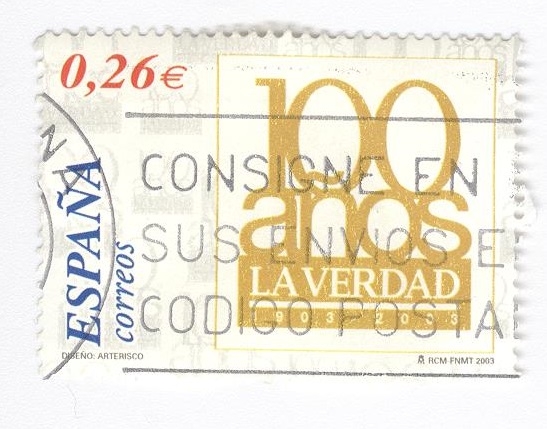 0,26€
100
años
LA VERDAD
1903 2003
ESPAÑA
correos
CONSIGNE EN
SUS ENVIOS E
CODIGO POSTA
DISEÑO: ARTERISCO
RCM-FNMT 2003